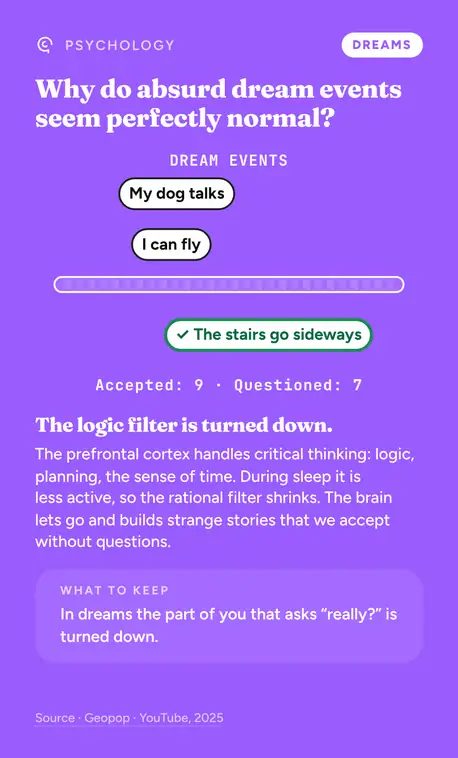 PSYCHOLOGY
DREAMS
Why do absurd dream events
seem perfectly normal?
DREAM EVENTS
My dog talks
I can fly
✓ The stairs go sideways
Accepted: 9 · Questioned: 7
The logic filter is turned down.
The prefrontal cortex handles critical thinking: logic,
planning, the sense of time. During sleep it is
less active, so the rational filter shrinks. The brain
lets go and builds strange stories that we accept
without questions.
WHAT TO KEEP
In dreams the part of you that asks “really?” is
turned down.
Source · Geopop · YouTube, 2025